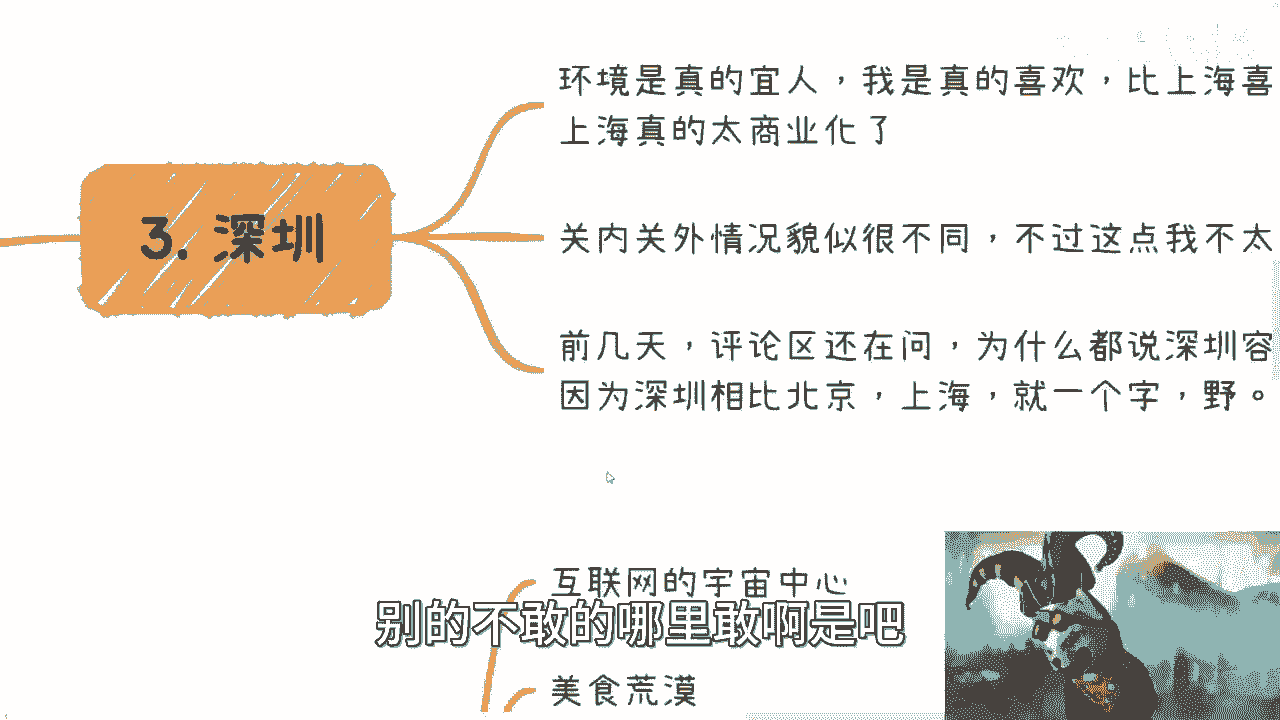 环境是真的宜人，我是真的喜欢，比上海喜
上海真的太商业化了
3. 深圳
关内关外情况貌似很不同，不过这点我不太
前几天，评论区还在问，为什么都说深圳容
因为深圳相比北京，上海，就一个字，野。
互联网的宇宙中心
别的不敢的哪里敢啊是吧
美食荒漠